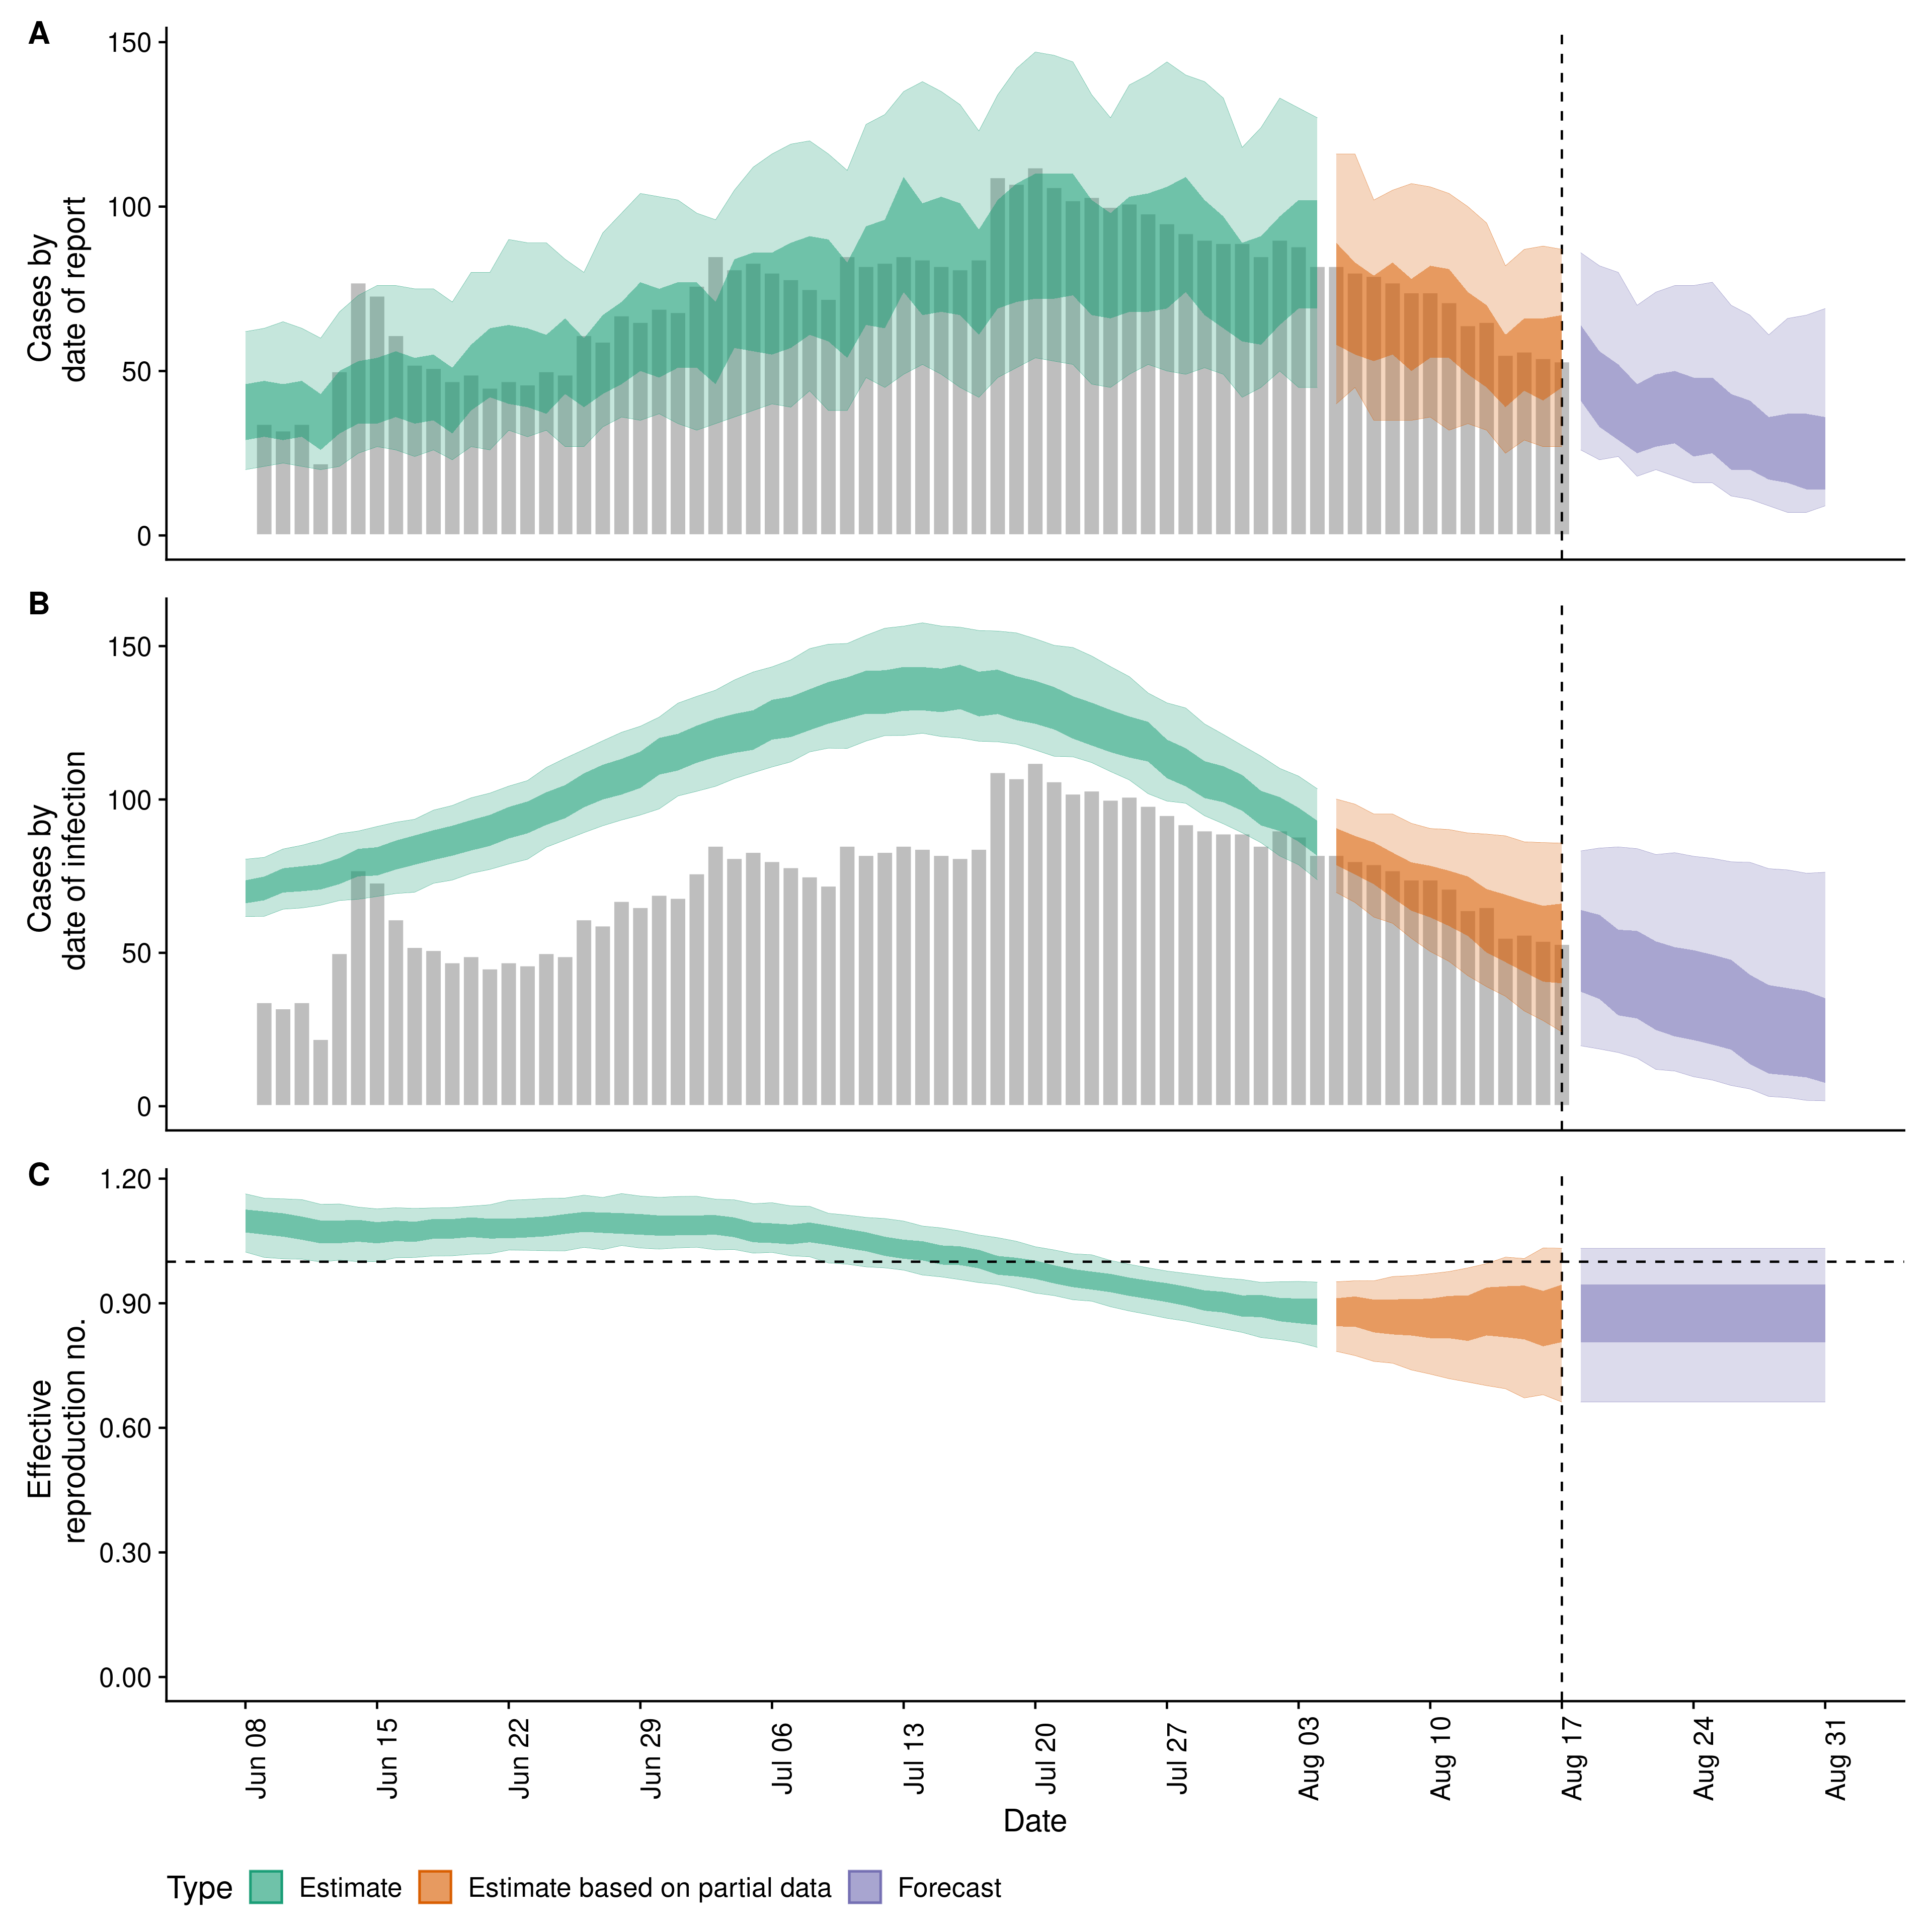 A
Cases by
date of report
150
100
50
0
B
Cases by
date of infection
150
100
50
0
C
Effective
reproduction no.
1.20
0.90
0.60
0.30
0.00
Jun 08
Jun 15
Jun 22
Jun 29
Jul 06
Jul 13
Jul 20
Jul 27
Aug 03
Aug 10
Aug 17
Aug 24
Aug 31
Date
Type Estimate Estimate based on partial data Forecast